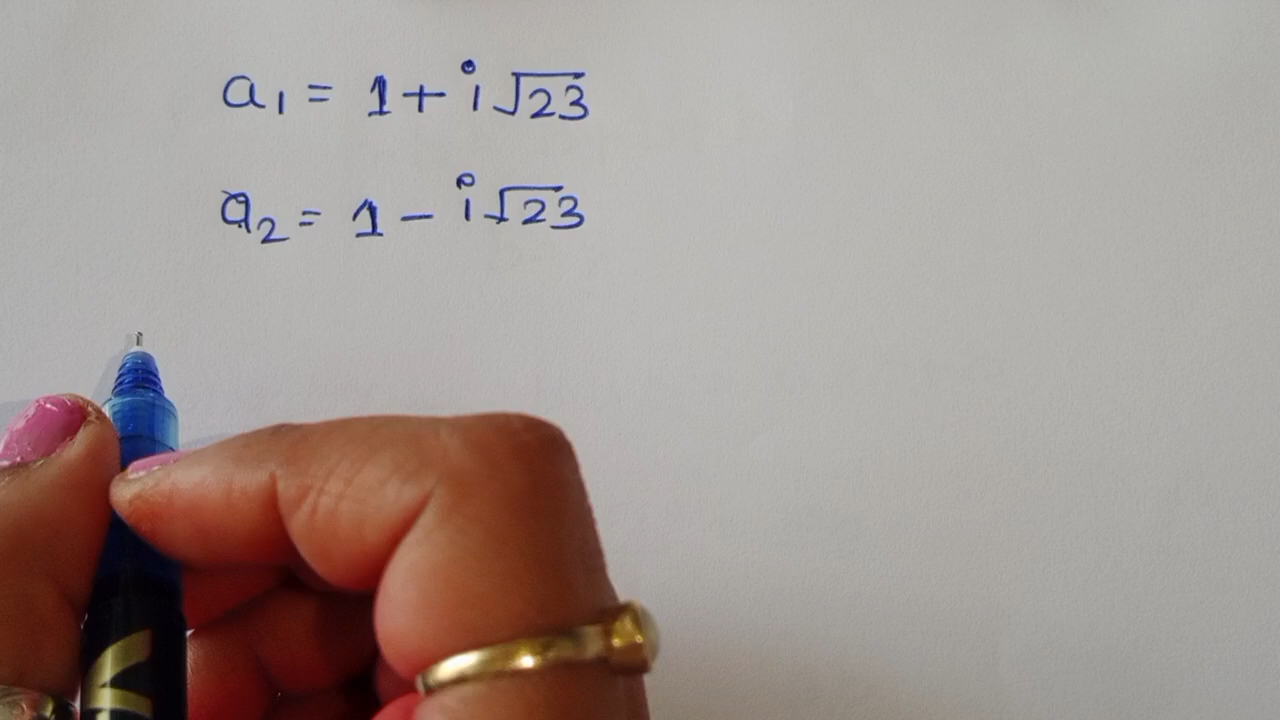 a₁ = 1 + i√23
a₂ = 1 - i√23